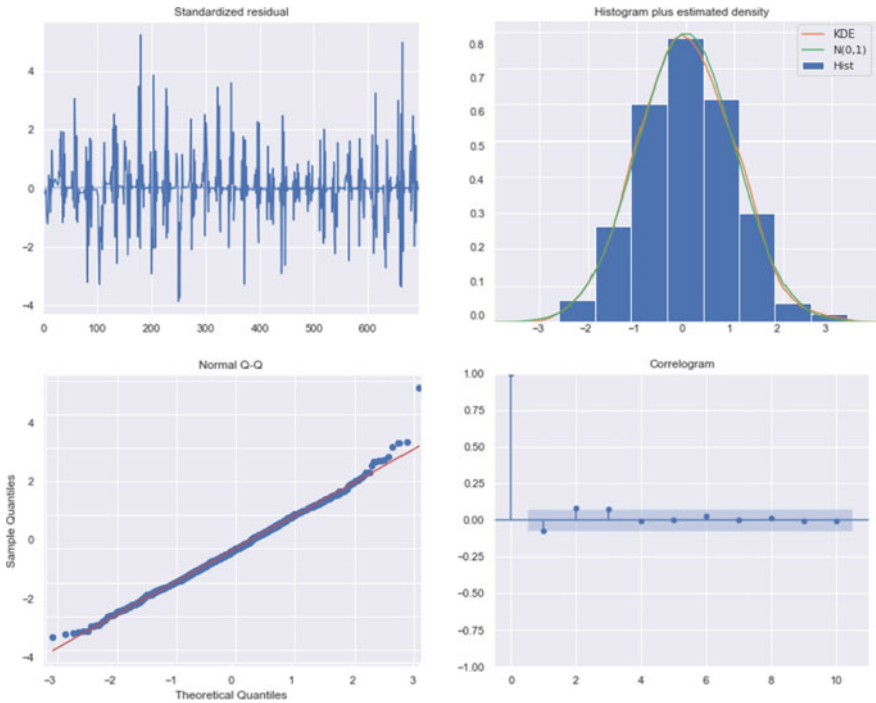 Standardized residual
4
2
0
−2
−4
0 100 200 300 400 500 600
Histogram plus estimated density
KDE
N(0,1)
Hist
0.8
0.7
0.6
0.5
0.4
0.3
0.2
0.1
0.0
−3 −2 −1 0 1 2 3
Normal Q-Q
Sample Quantiles
4
2
0
−2
−4
−3 −2 −1 0 1 2 3
Theoretical Quantiles
Correlogram
1.00
0.75
0.50
0.25
0.00
−0.25
−0.50
−0.75
−1.00
0 2 4 6 8 10